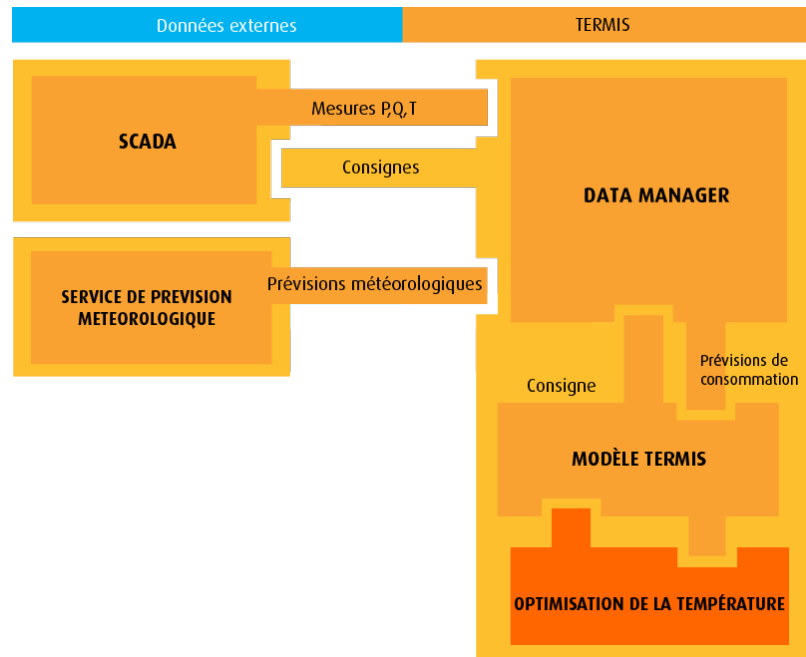 Données externes
TERMIS
SCADA
Mesures P,Q,T
Consignes
DATA MANAGER
SERVICE DE PREVISION
METEOROLOGIQUE
Prévisions météorologiques
Consigne
Prévisions de
consommation
MODÈLE TERMIS
OPTIMISATION DE LA TEMPÉRATURE